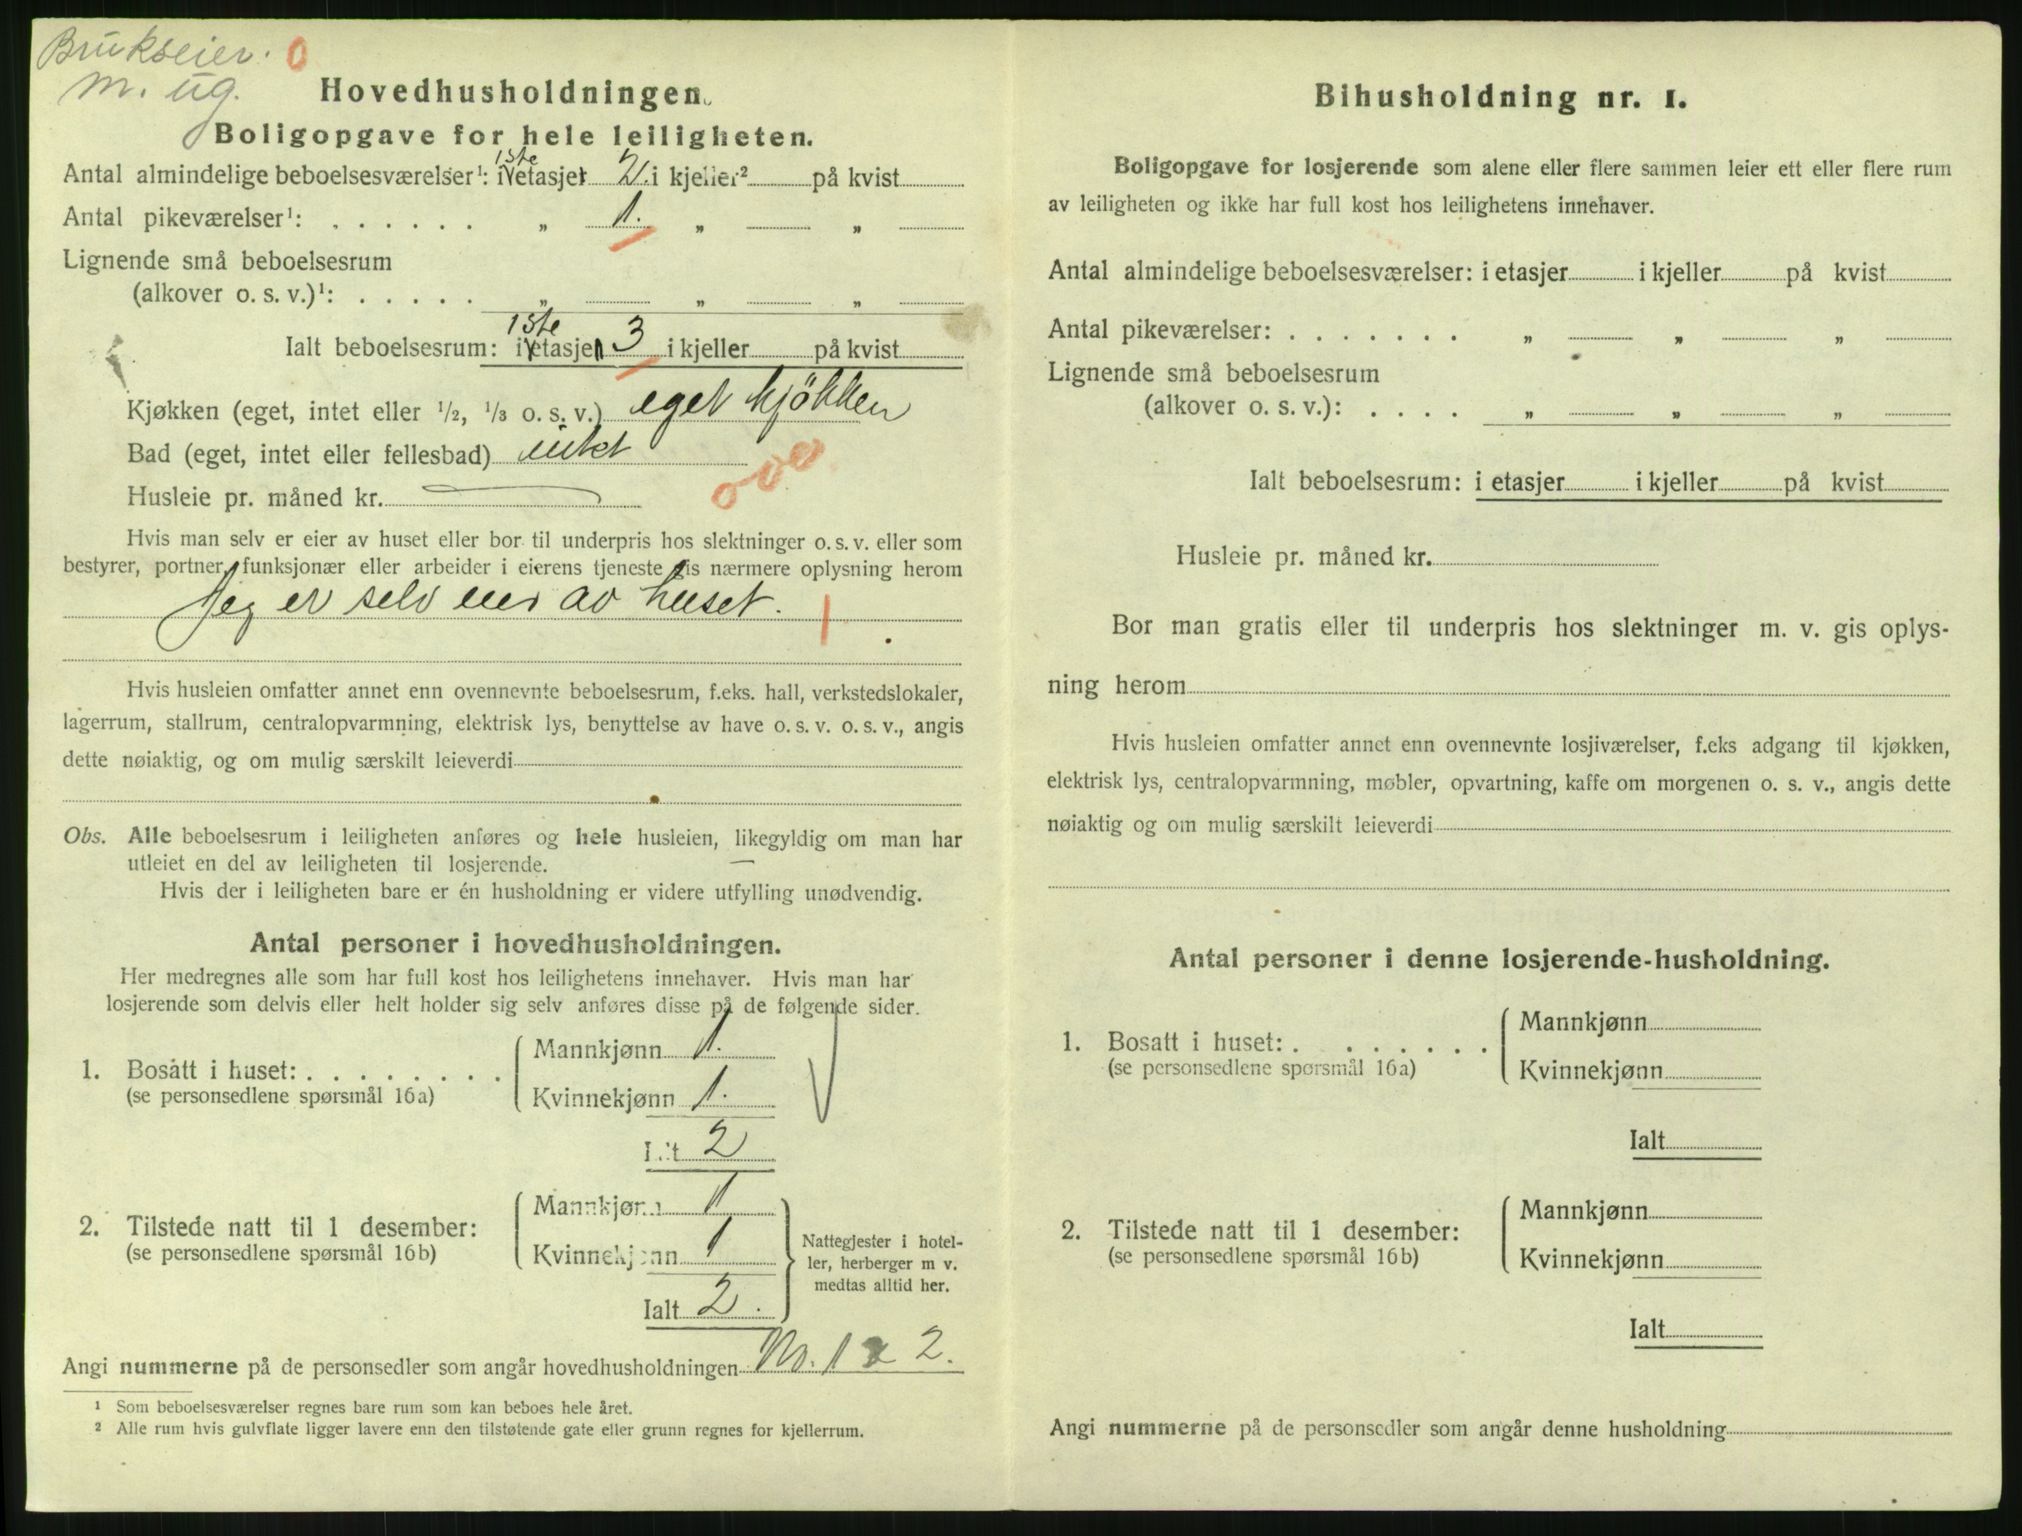 Brukseier. 0
m. ug.
Hovedhusholdningen.
Boligopgave for hele leiligheten.
1ste
Antal almindelige beboelsesværelser¹: i etasjer 2. i kjeller² på kvist
Antal pikeværelser¹: . . . . . . „ 1. „ „
Lignende små beboelsesrum
(alkover o. s. v.)¹: . . . . . „ „ „
1ste
Ialt beboelsesrum: i etasjen 3 i kjeller på kvist
Kjøkken (eget, intet eller 1/2, 1/3 o. s. v.) eget kjökken
Bad (eget, intet eller fellesbad) intet
000
Husleie pr. måned kr. —
Hvis man selv er eier av huset eller bor til underpris hos slektninger o. s. v. eller som
bestyrer, portner, funksjonær eller arbeider i eierens tjeneste gis nærmere oplysning herom
Jeg er selv eier av huset. 1
Hvis husleien omfatter annet enn ovennevnte beboelsesrum, f.eks. hall, verkstedslokaler,
lagerrum, stallrum, centralopvarmning, elektrisk lys, benyttelse av have o. s. v. o. s. v., angis
dette nøiaktig, og om mulig særskilt leieverdi
Obs. Alle beboelsesrum i leiligheten anføres og hele husleien, likegyldig om man har
utleiet en del av leiligheten til losjerende.
Hvis der i leiligheten bare er én husholdning er videre utfylling unødvendig.
Antal personer i hovedhusholdningen.
Her medregnes alle som har full kost hos leilighetens innehaver. Hvis man har
losjerende som delvis eller helt holder sig selv anføres disse på de følgende sider.
Mannkjønn 1.
1. Bosatt i huset: . . . . . . . .
(se personsedlene spørsmål 16a)
Kvinnekjønn 1.
Ialt 2
Mannkjønn 1
2. Tilstede natt til 1 desember:
(se personsedlene spørsmål 16b)
Kvinnekjønn 1
Nattegjester i hotel-
ler, herberger m v.
medtas alltid her.
Ialt 2.
Angi nummerne på de personsedler som angår hovedhusholdningen Nr. 1 2.
¹ Som beboelsesværelser regnes bare rum som kan beboes hele året.
² Alle rum hvis gulvflate ligger lavere enn den tilstøtende gate eller grunn regnes for kjellerrum.
Bihusholdning nr. 1.
Boligopgave for losjerende som alene eller flere sammen leier ett eller flere rum
av leiligheten og ikke har full kost hos leilighetens innehaver.
Antal almindelige beboelsesværelser: i etasjer i kjeller på kvist
Antal pikeværelser: . . . . . . . „ „ „
Lignende små beboelsesrum
(alkover o. s. v.): . . . . „ „ „
Ialt beboelsesrum: i etasjer i kjeller på kvist
Husleie pr. måned kr.
Bor man gratis eller til underpris hos slektninger m. v. gis oplys-
ning herom
Hvis husleien omfatter annet enn ovennevnte losjiværelser, f.eks adgang til kjøkken,
elektrisk lys, centralopvarmning, møbler, opvartning, kaffe om morgenen o. s. v., angis dette
nøiaktig og om mulig særskilt leieverdi
Antal personer i denne losjerende-husholdning.
Mannkjønn
1. Bosatt i huset: . . . . . . . .
(se personsedlene spørsmål 16a)
Kvinnekjønn
Ialt
Mannkjønn
2. Tilstede natt til 1 desember:
(se personsedlene spørsmål 16b)
Kvinnekjønn
Ialt
Angi nummerne på de personsedler som angår denne husholdning